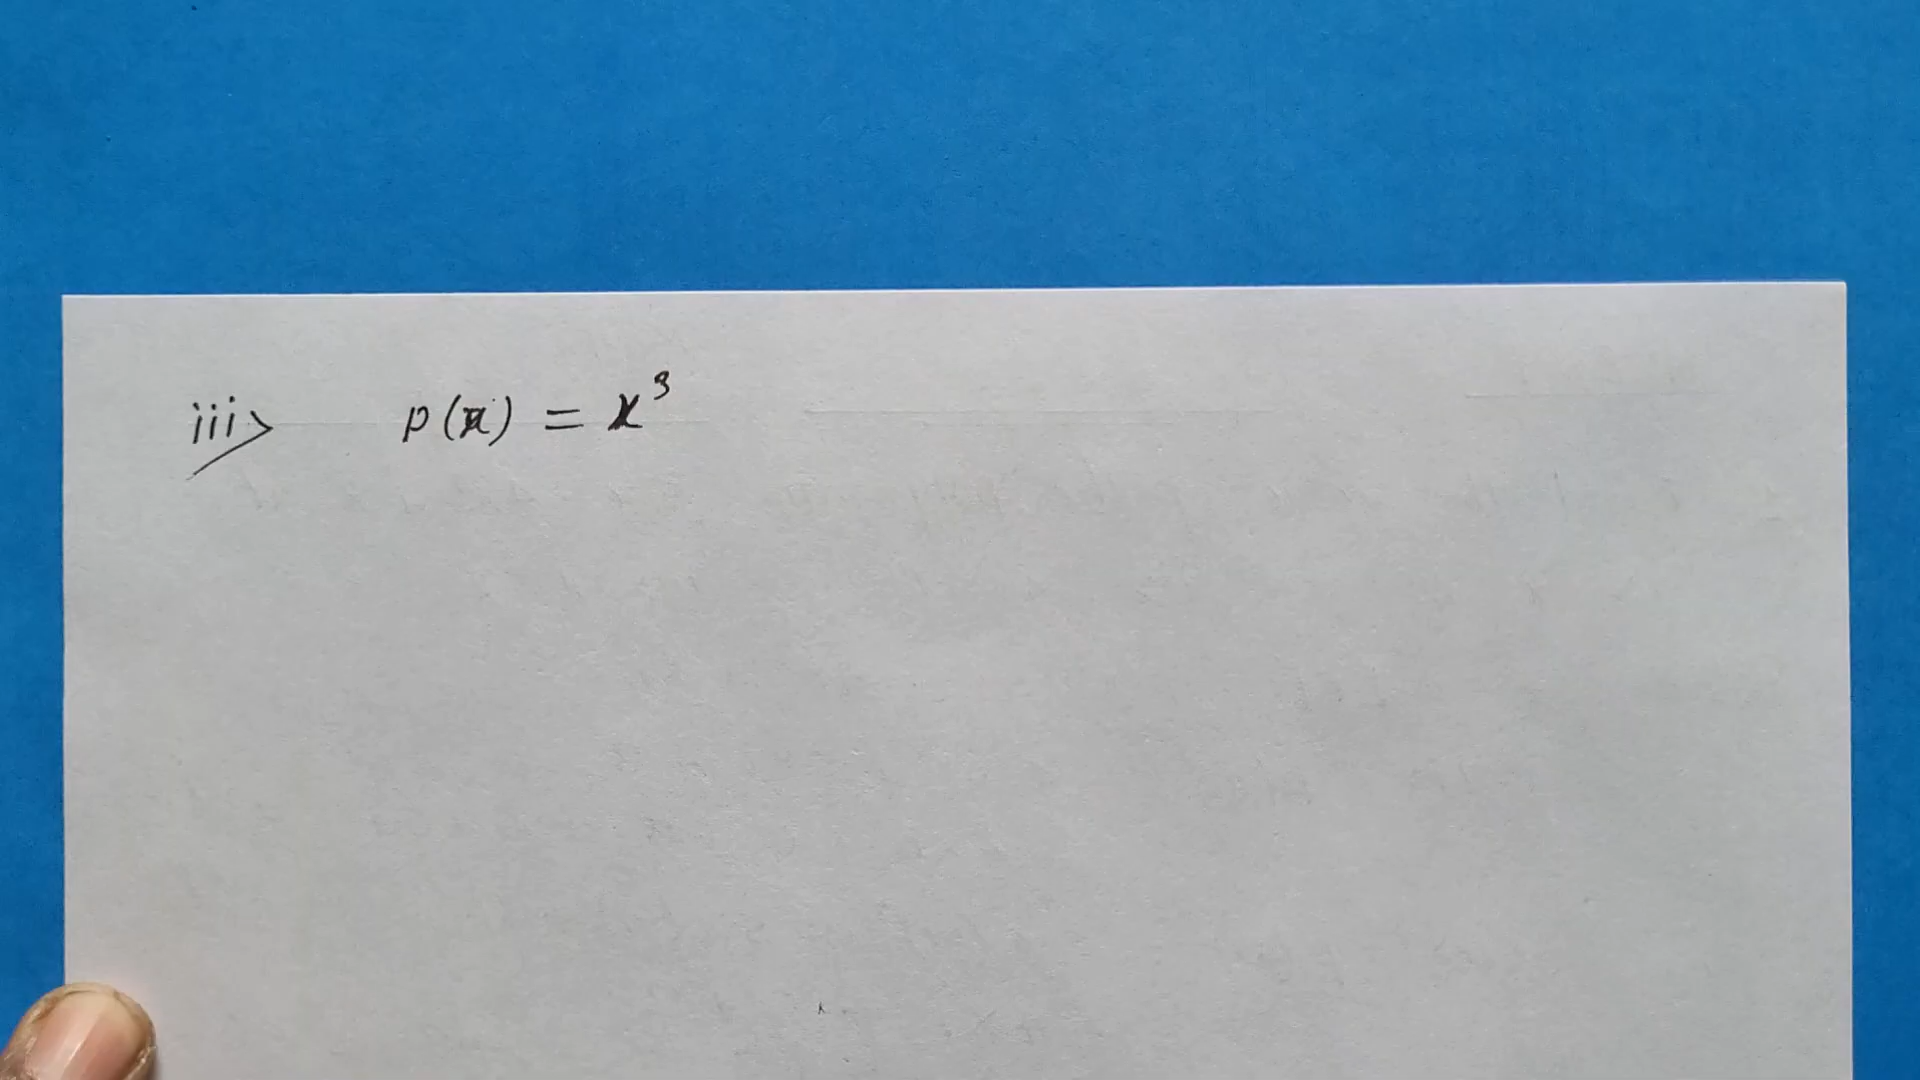 iii> p(x) = x³